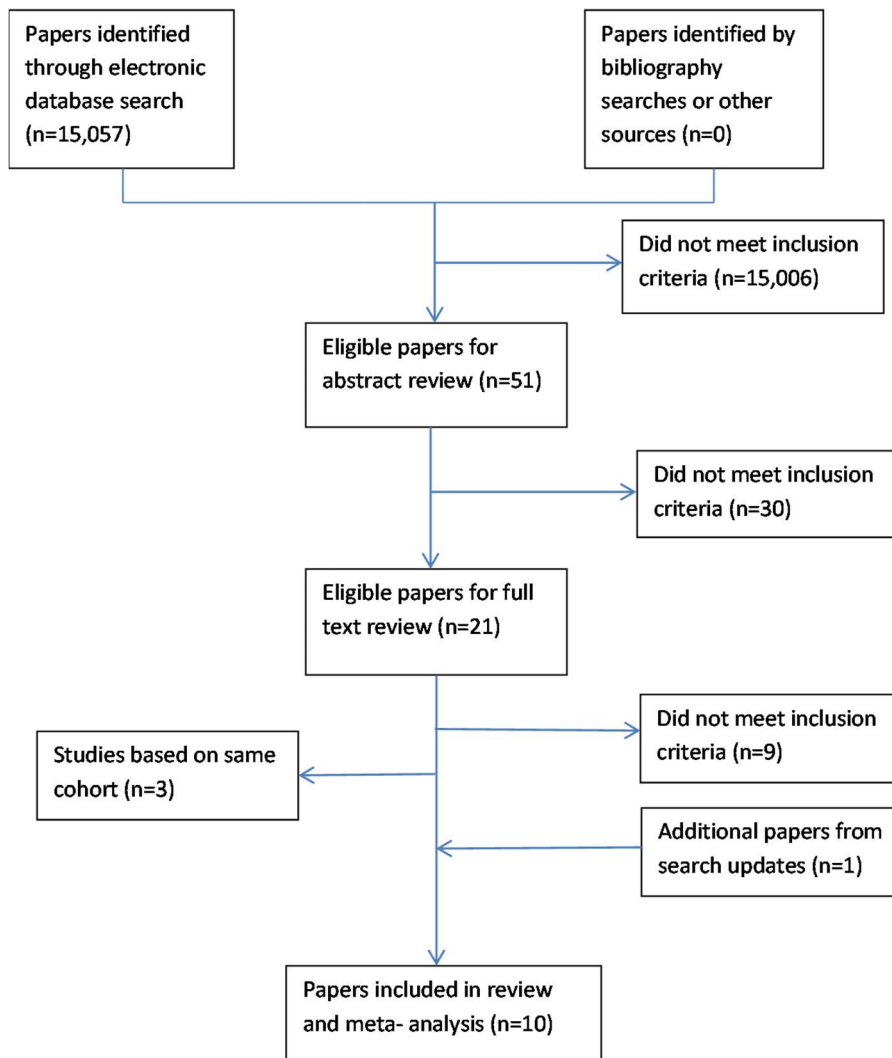 Papers identified
through electronic
database search
(n=15,057)
Papers identified by
bibliography
searches or other
sources (n=0)
Did not meet inclusion
criteria (n=15,006)
Eligible papers for
abstract review (n=51)
Did not meet inclusion
criteria (n=30)
Eligible papers for full
text review (n=21)
Did not meet inclusion
criteria (n=9)
Studies based on same
cohort (n=3)
Additional papers from
search updates (n=1)
Papers included in review
and meta- analysis (n=10)